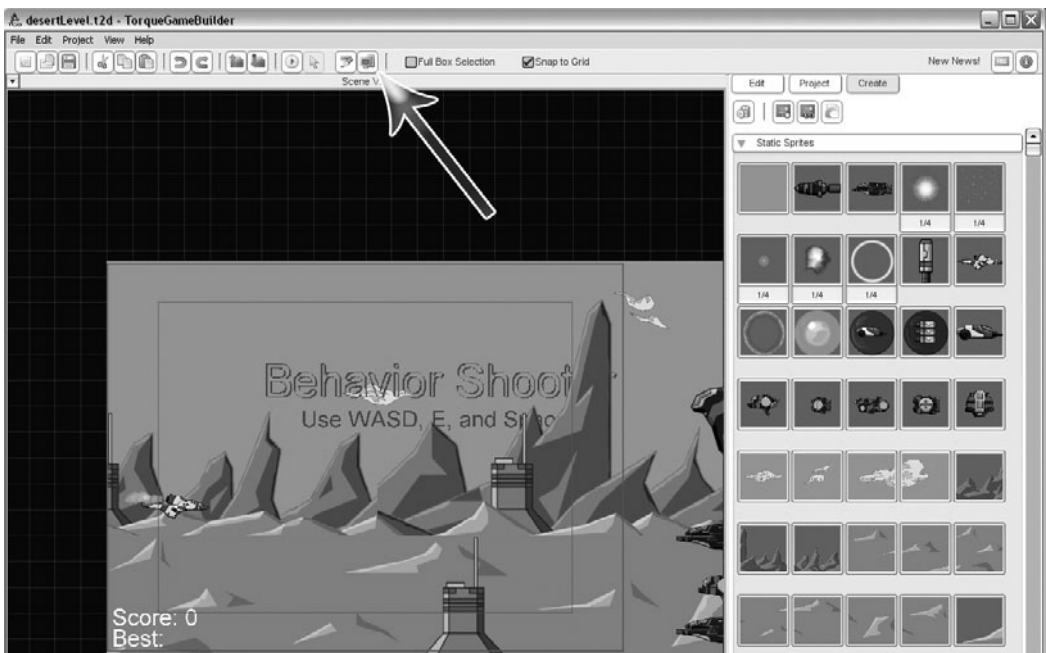 desertLevel.t2d - TorqueGameBuilder
File Edit Project View Help
Full Box Selection
Snap to Grid
New News!
Scene V
Edit Project Create
Static Sprites
1/4 1/4
1/4 1/4 1/4
Behavior Shoot r
Use WASD, E, and Spac
Score: 0
Best: